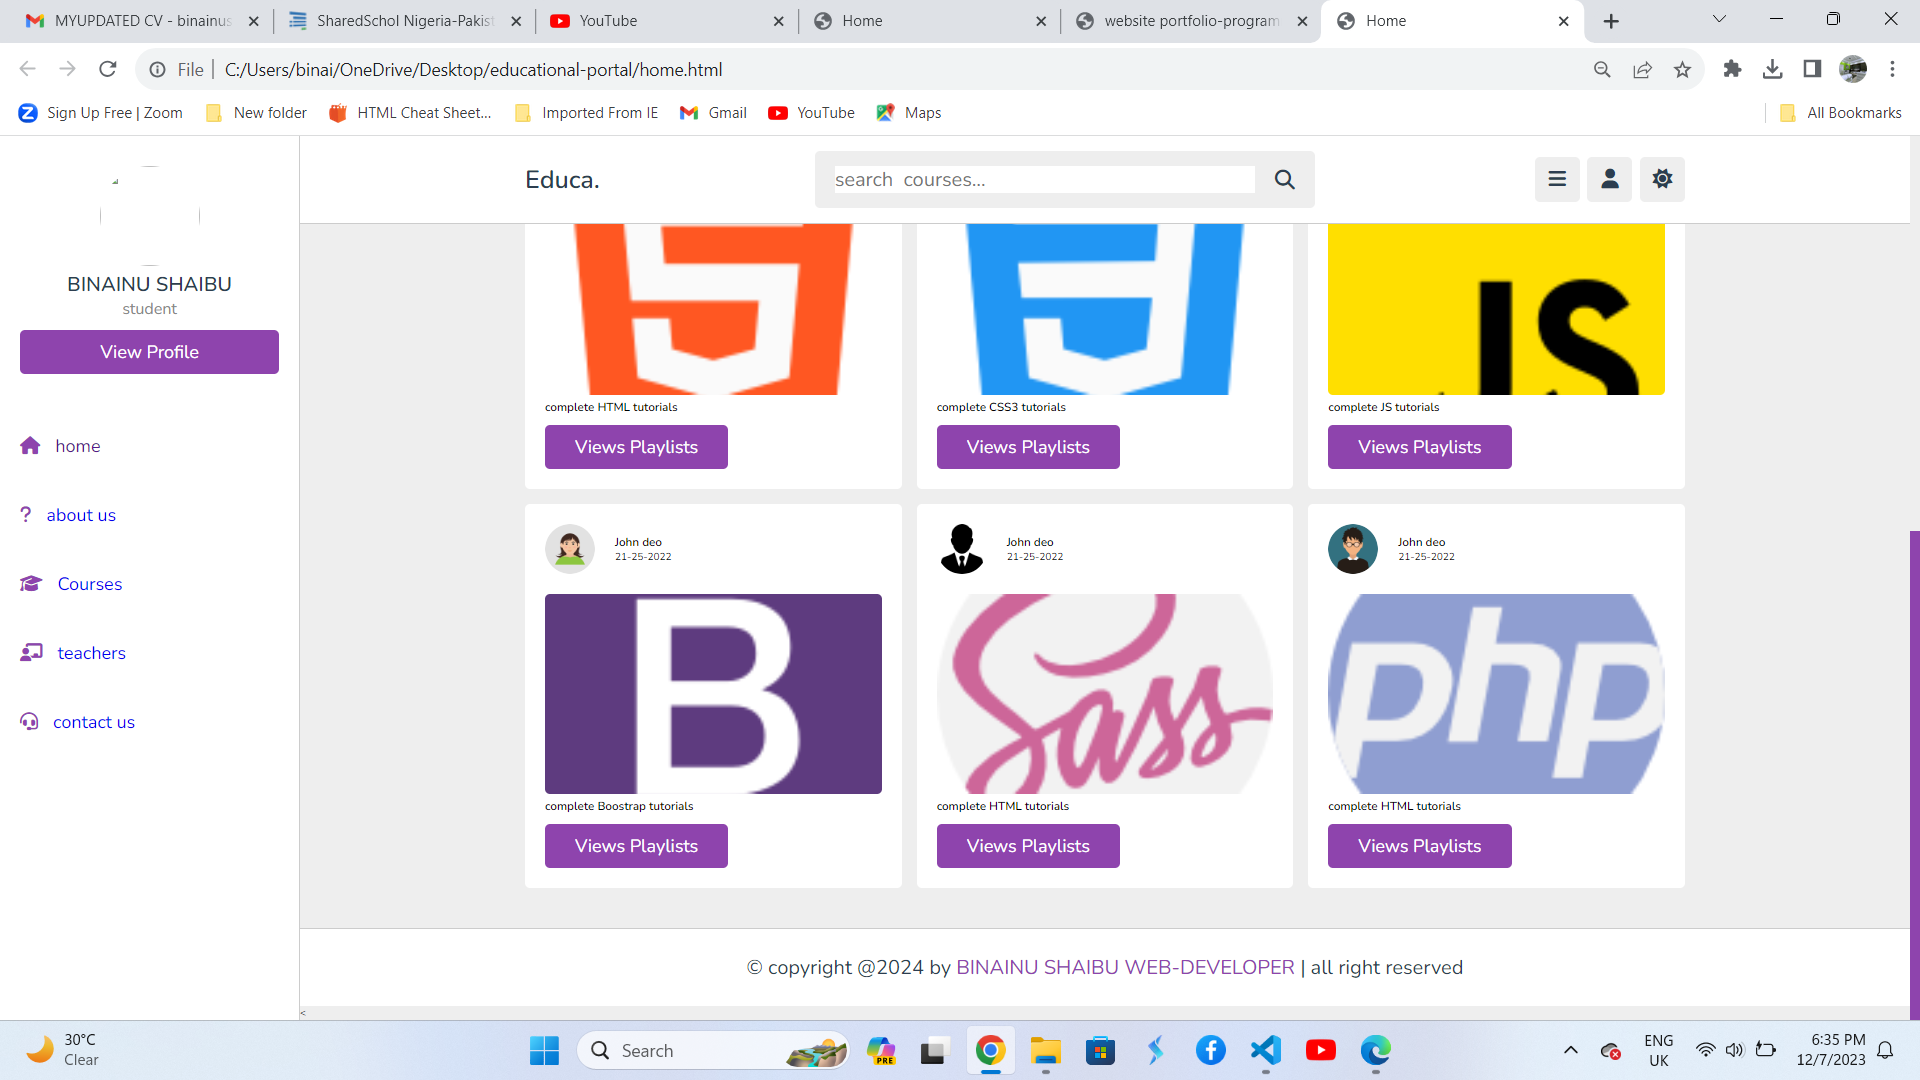 MYUPDATED CV - binainus
SharedSchol Nigeria-Pakist
YouTube
Home
website portfolio-program
Home
File
C:/Users/binai/OneDrive/Desktop/educational-portal/home.html
Sign Up Free | Zoom
New folder
HTML Cheat Sheet...
Imported From IE
Gmail
YouTube
Maps
All Bookmarks
Educa.
search courses...
BINAINU SHAIBU
student
View Profile
home
about us
Courses
teachers
contact us
JS
complete HTML tutorials
Views Playlists
complete CSS3 tutorials
Views Playlists
complete JS tutorials
Views Playlists
John deo
21-25-2022
B
complete Boostrap tutorials
Views Playlists
John deo
21-25-2022
Sass
complete HTML tutorials
Views Playlists
John deo
21-25-2022
php
complete HTML tutorials
Views Playlists
© copyright @2024 by BINAINU SHAIBU WEB-DEVELOPER | all right reserved
<
30°C
Clear
Search
PRE
ENG
UK
6:35 PM
12/7/2023